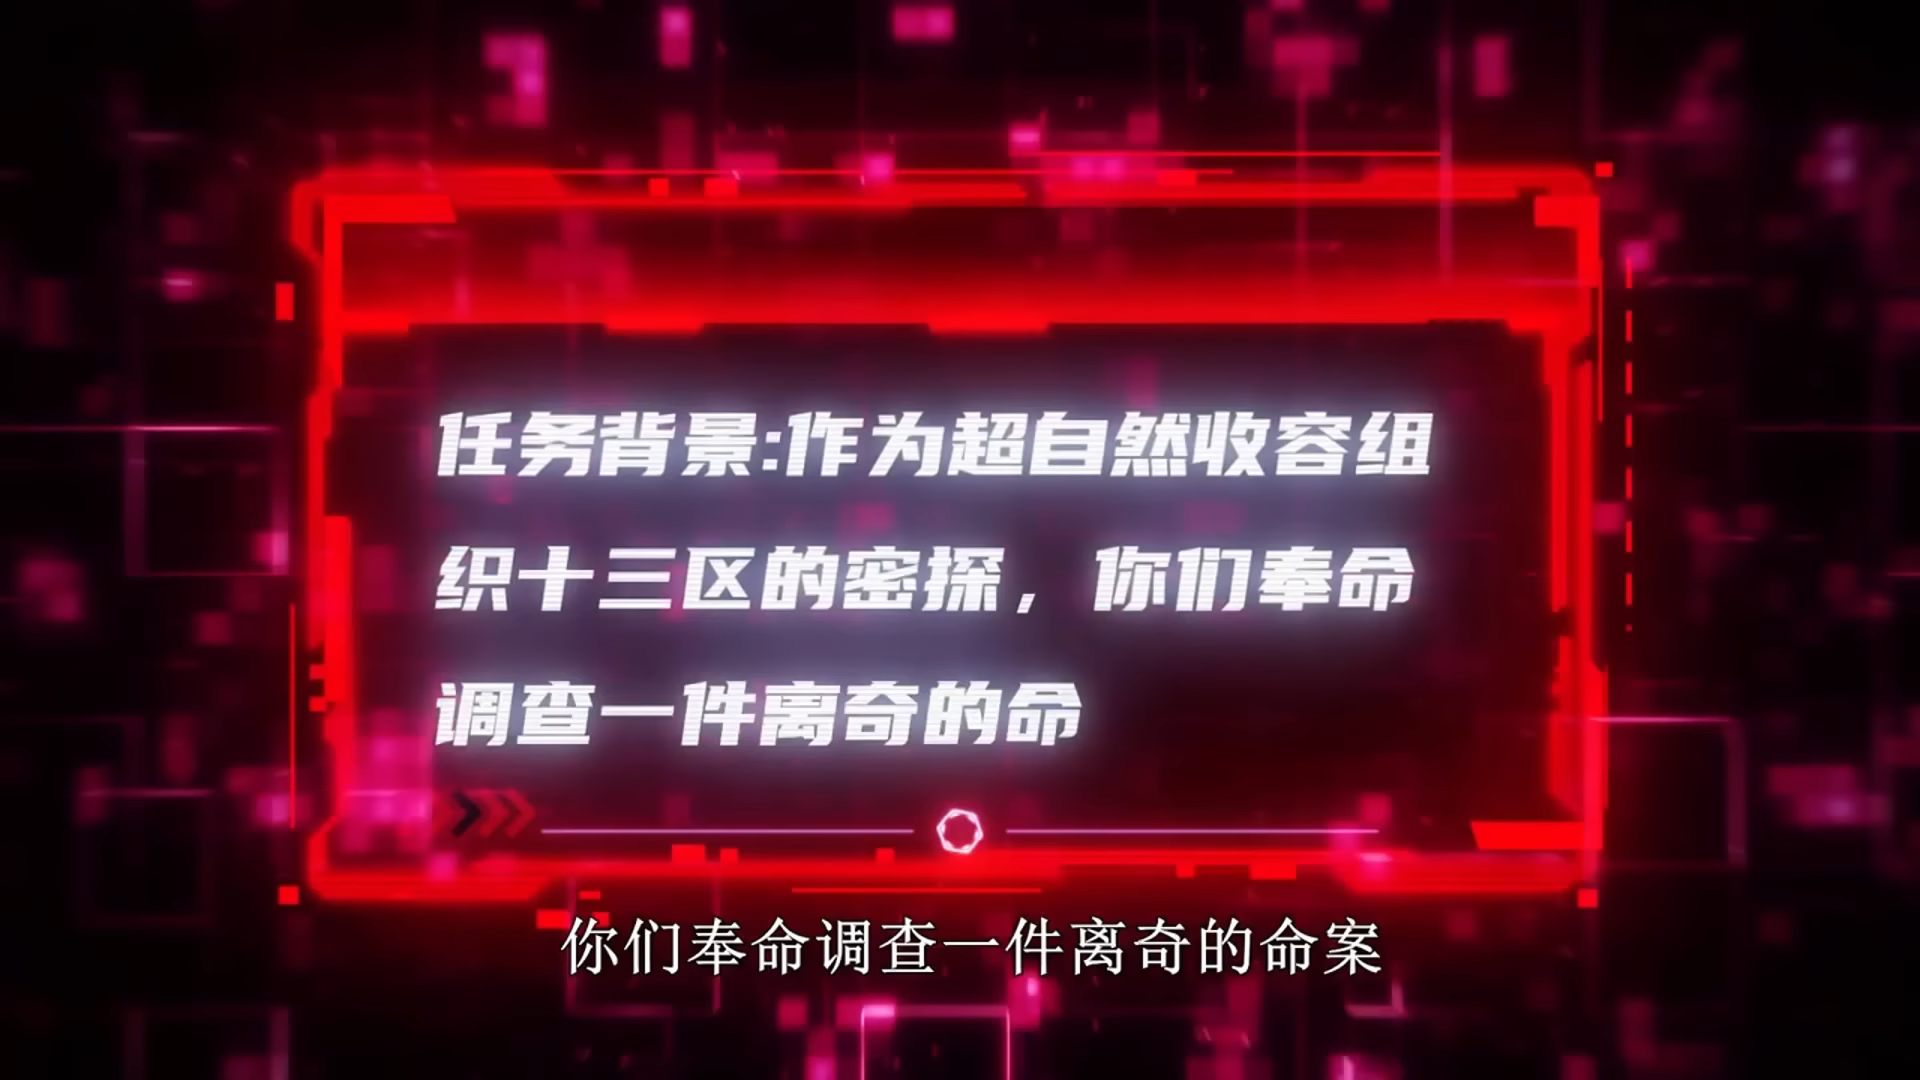 任务背景:作为超自然收容组
织十三区的密探，你们奉命
调查一件离奇的命
你们奉命调查一件离奇的命案